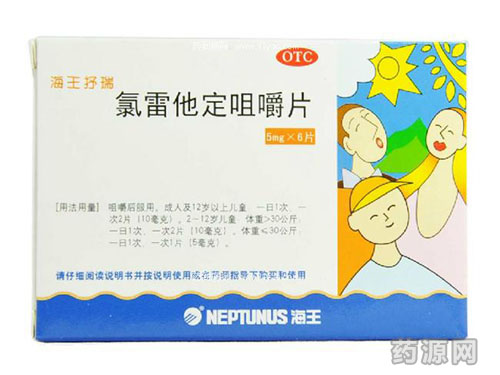 OTC
海王抒瑞
氯雷他定咀嚼片
5mg×6片
[用法用量] 咀嚼后服用。成人及12岁以上儿童:一日1次,一
次2片(10毫克)。2-12岁儿童:体重>30公斤:
一日1次,一次2片(10毫克)。体重≤30公斤:
一日1次,一次1片(5毫克)。
请仔细阅读说明书并按说明使用或在药师指导下购买和使用
NEPTUNUS 海王
药源网